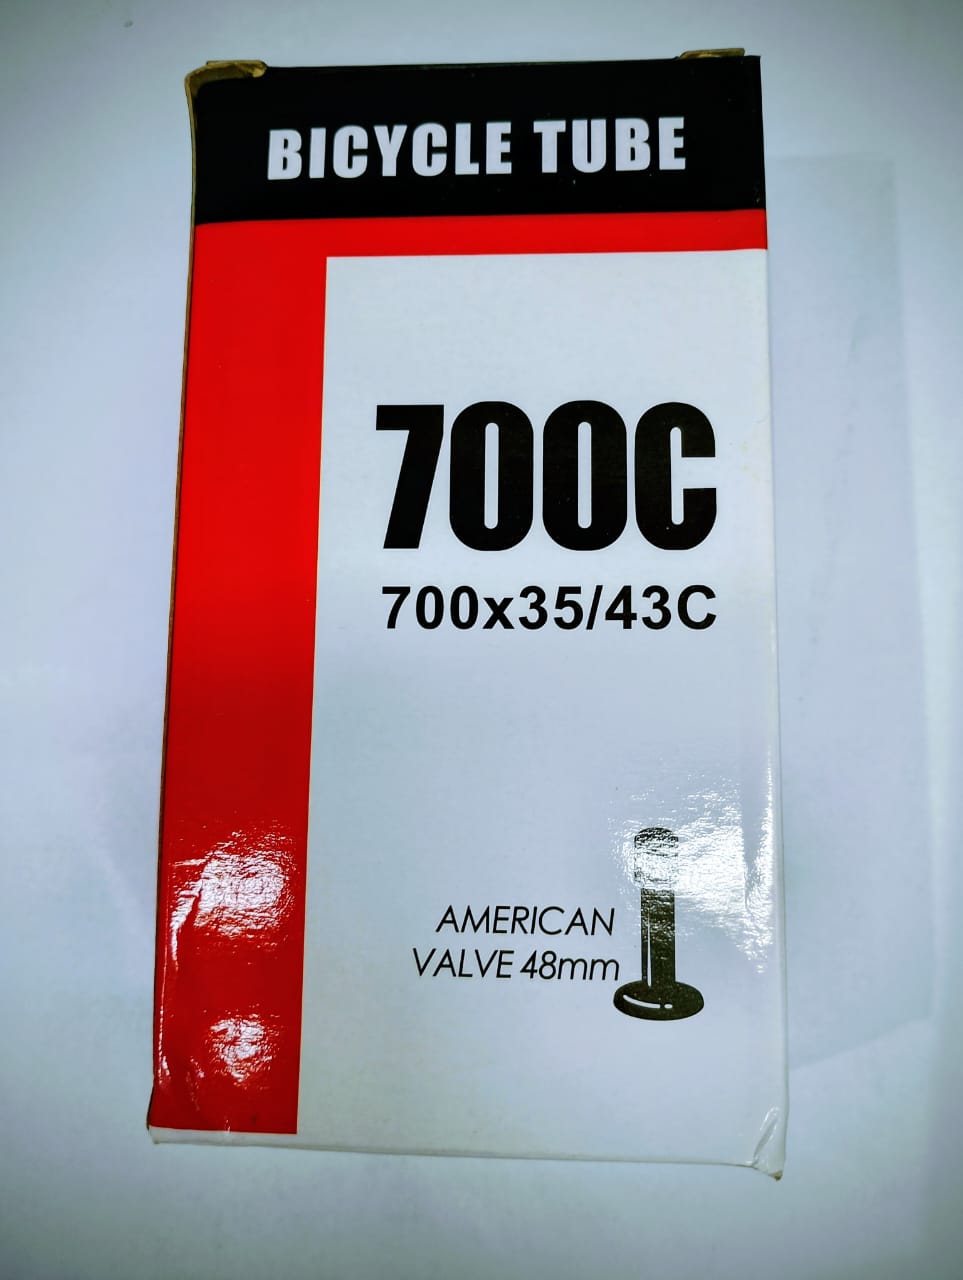 BICYCLE TUBE
700C
700x35/43C
AMERICAN
VALVE 48mm